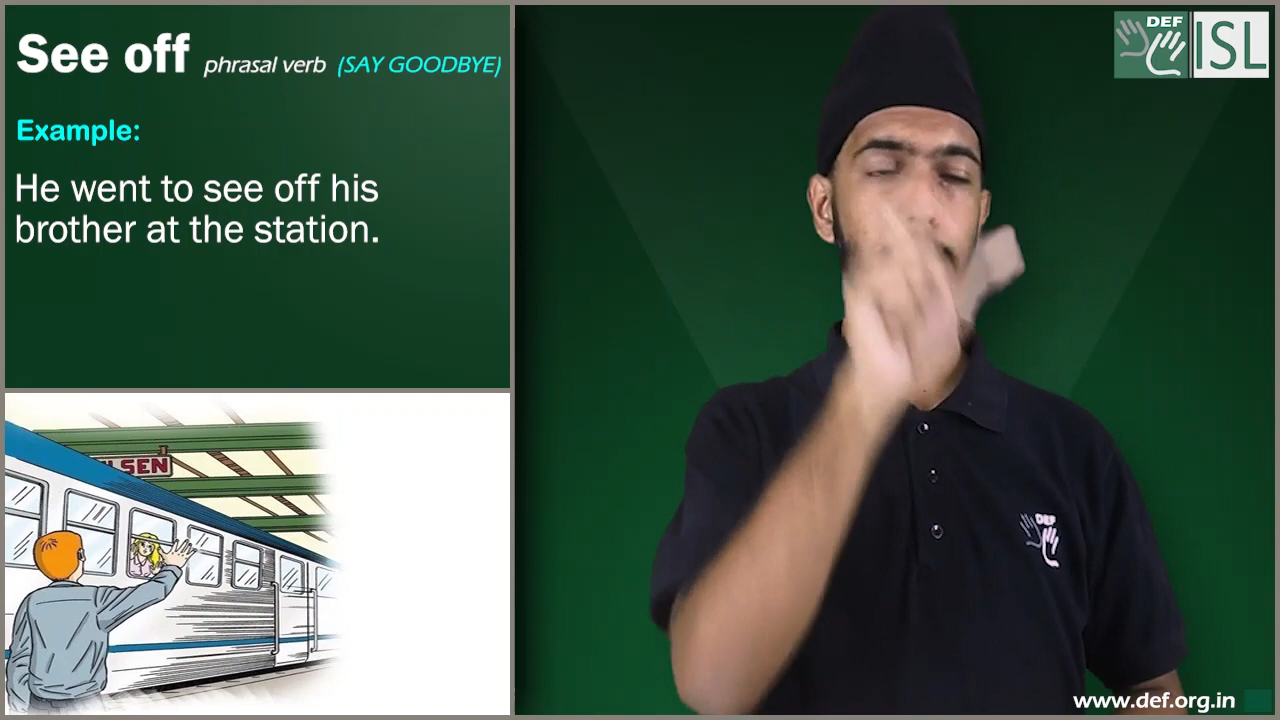 See off phrasal verb (SAY GOODBYE)
Example:
He went to see off his
brother at the station.
LSEN
DEF
ISL
DEF
www.def.org.in